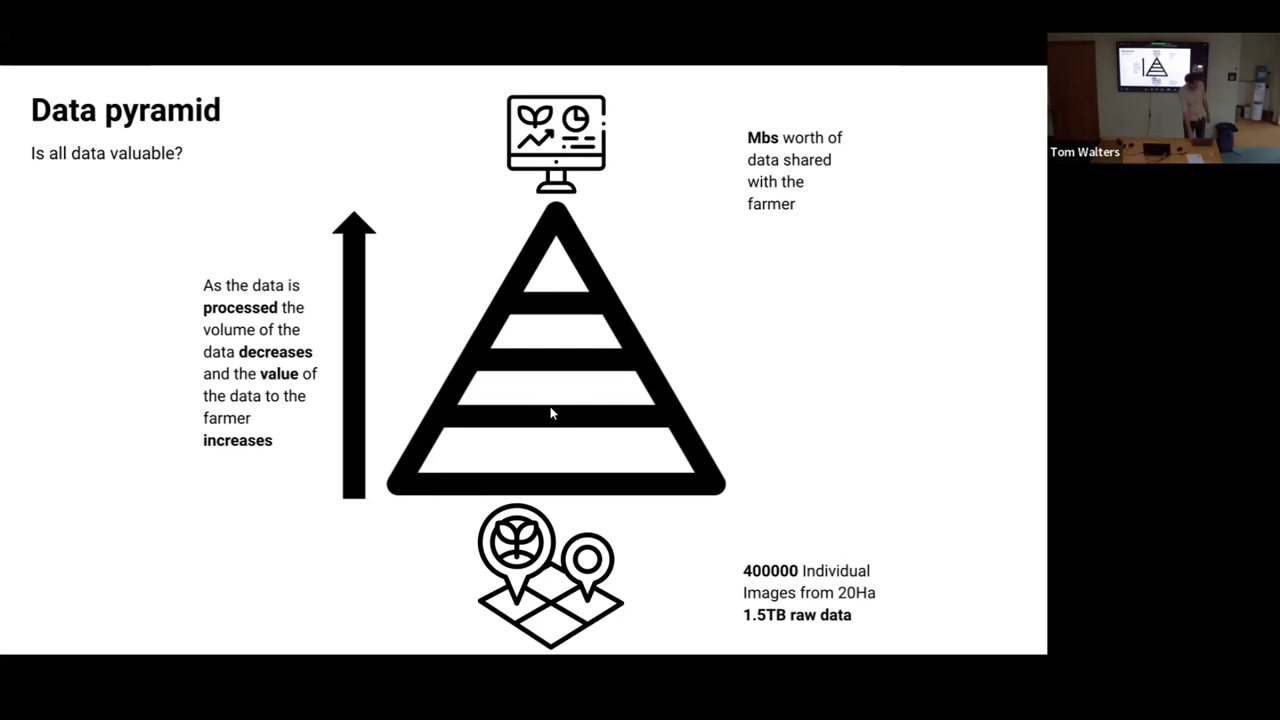 Data pyramid
Is all data valuable?
Mbs worth of
data shared
with the
farmer
As the data is
processed the
volume of the
data decreases
and the value of
the data to the
farmer
increases
400000 Individual
Images from 20Ha
1.5TB raw data
Tom Walters